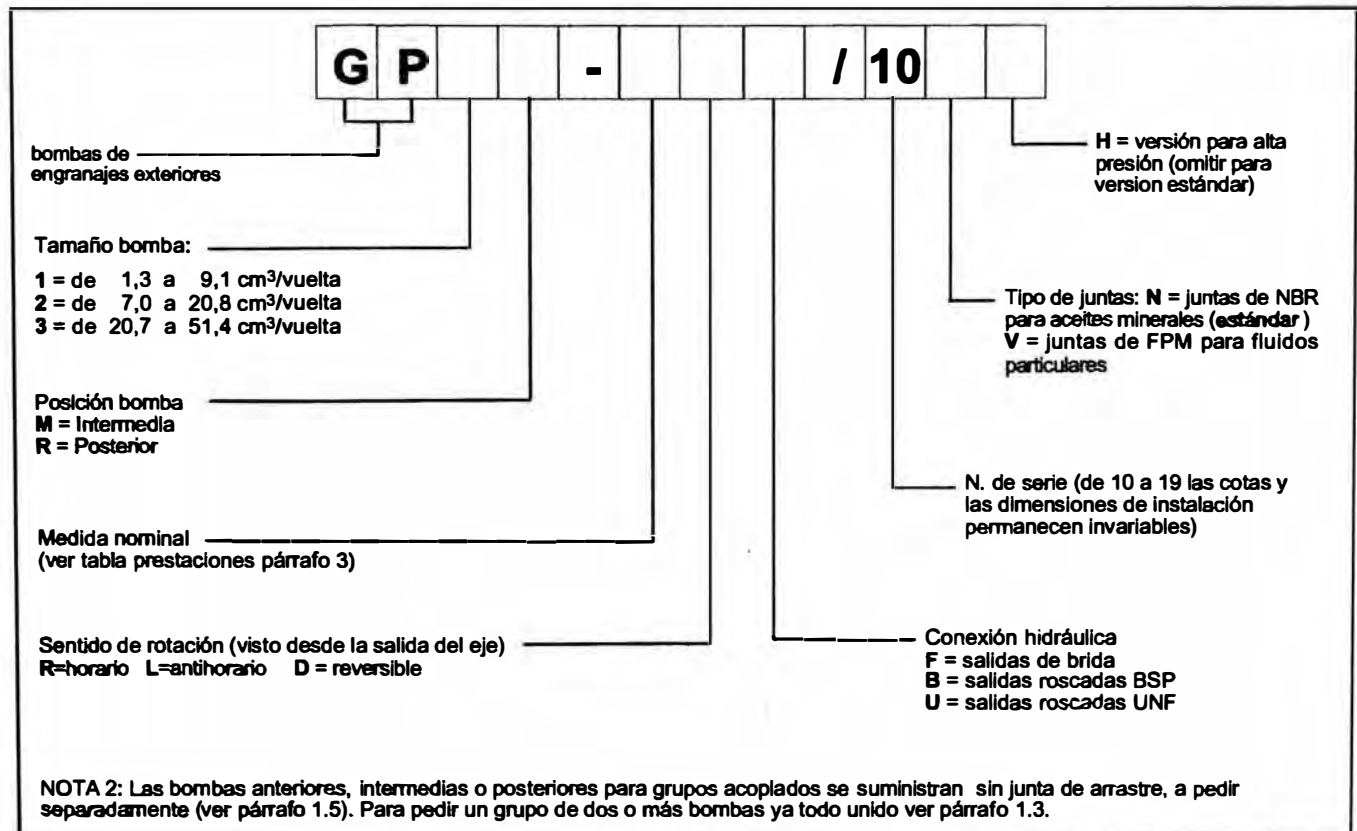 G P - / 10
bombas de
engranajes exteriores
H = versión para alta
presión (omitir para
version estándar)
Tamaño bomba:
1 = de 1,3 a 9,1 cm³/vuelta
2 = de 7,0 a 20,8 cm³/vuelta
3 = de 20,7 a 51,4 cm³/vuelta
Tipo de juntas: N = juntas de NBR
para aceites minerales (estándar )
V = juntas de FPM para fluidos
particulares
Posición bomba
M = Intermedia
R = Posterior
N. de serie (de 10 a 19 las cotas y
las dimensiones de instalación
permanecen invariables)
Medida nominal
(ver tabla prestaciones párrafo 3)
Sentido de rotación (visto desde la salida del eje)
R=horario L=antihorario D = reversible
Conexión hidráulica
F = salidas de brida
B = salidas roscadas BSP
U = salidas roscadas UNF
NOTA 2: Las bombas anteriores, intermedias o posteriores para grupos acoplados se suministran sin junta de arrastre, a pedir
separadamente (ver párrafo 1.5). Para pedir un grupo de dos o más bombas ya todo unido ver párrafo 1.3.